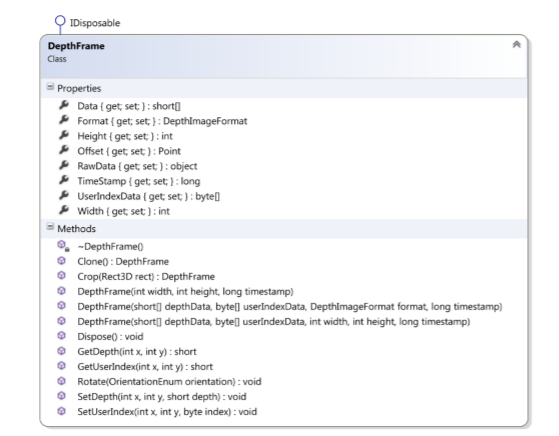 IDisposable
DepthFrame
Class
Properties
Data { get; set; } : short[]
Format { get; set; } : DepthImageFormat
Height { get; set; } : int
Offset { get; set; } : Point
RawData { get; set; } : object
TimeStamp { get; set; } : long
UserIndexData { get; set; } : byte[]
Width { get; set; } : int
Methods
~DepthFrame()
Clone() : DepthFrame
Crop(Rect3D rect) : DepthFrame
DepthFrame(int width, int height, long timestamp)
DepthFrame(short[] depthData, byte[] userIndexData, DepthImageFormat format, long timestamp)
DepthFrame(short[] depthData, byte[] userIndexData, int width, int height, long timestamp)
Dispose() : void
GetDepth(int x, int y) : short
GetUserIndex(int x, int y) : short
Rotate(OrientationEnum orientation) : void
SetDepth(int x, int y, short depth) : void
SetUserIndex(int x, int y, byte index) : void